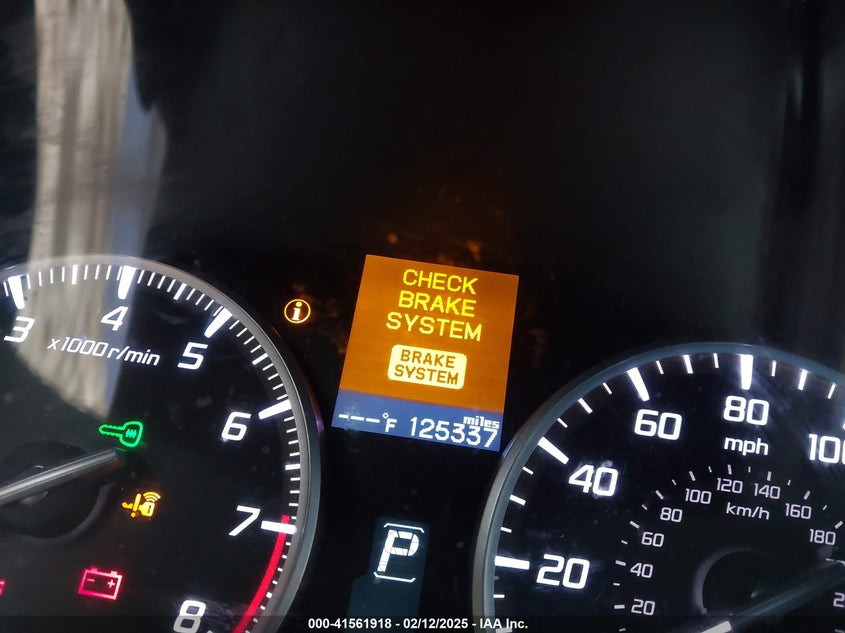 CHECK
BRAKE
SYSTEM
BRAKE
SYSTEM
---°F 125337 miles
3 4 5 6 7 8
x1000r/min
P
20 40 60 80 100
mph
20 40 60 80 100 120 140 160 180
km/h
000-41561918 - 02/12/2025 - IAA Inc.